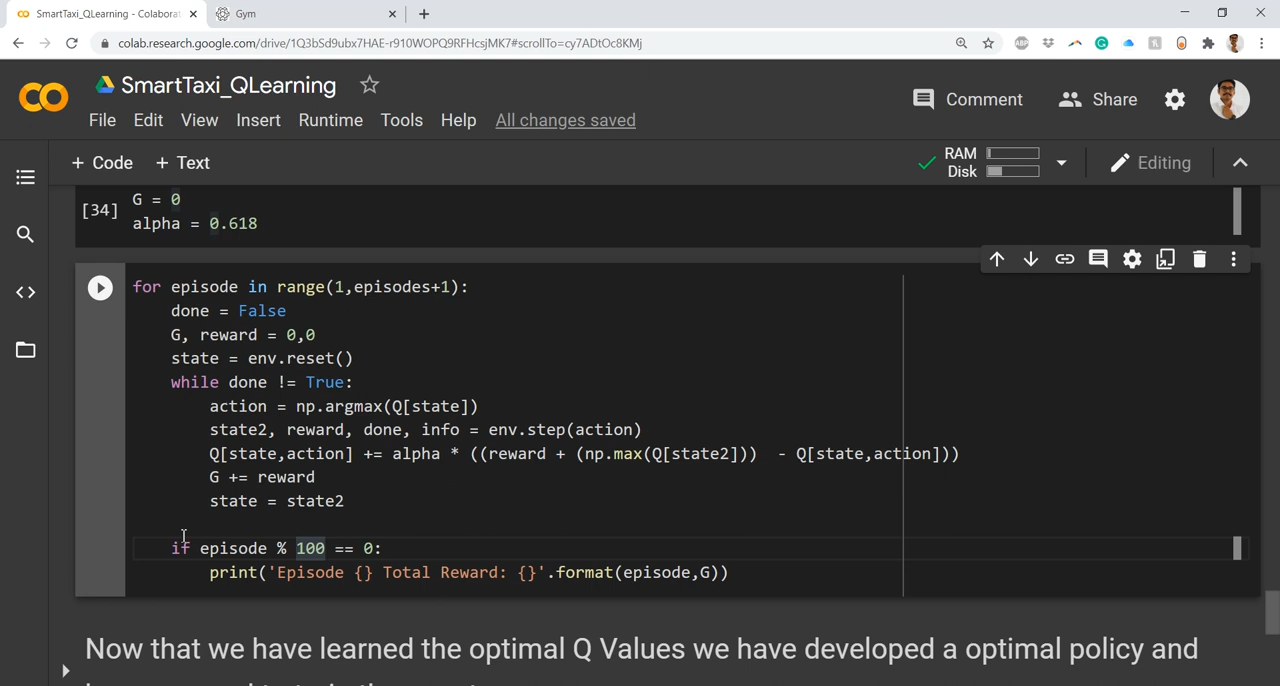 SmartTaxi_QLearning - Colaborat
Gym
colab.research.google.com/drive/1Q3bSd9ubx7HAE-r910WOPQ9RFHcsjMK7#scrollTo=cy7ADtOc8KMj
SmartTaxi_QLearning
Comment
Share
File Edit View Insert Runtime Tools Help All changes saved
+ Code + Text
RAM
Disk
Editing
[34]
G = 0
alpha = 0.618
for episode in range(1,episodes+1):
done = False
G, reward = 0,0
state = env.reset()
while done != True:
action = np.argmax(Q[state])
state2, reward, done, info = env.step(action)
Q[state,action] += alpha * ((reward + (np.max(Q[state2])) - Q[state,action]))
G += reward
state = state2
if episode % 100 == 0:
print('Episode {} Total Reward: {}'.format(episode,G))
Now that we have learned the optimal Q Values we have developed a optimal policy and